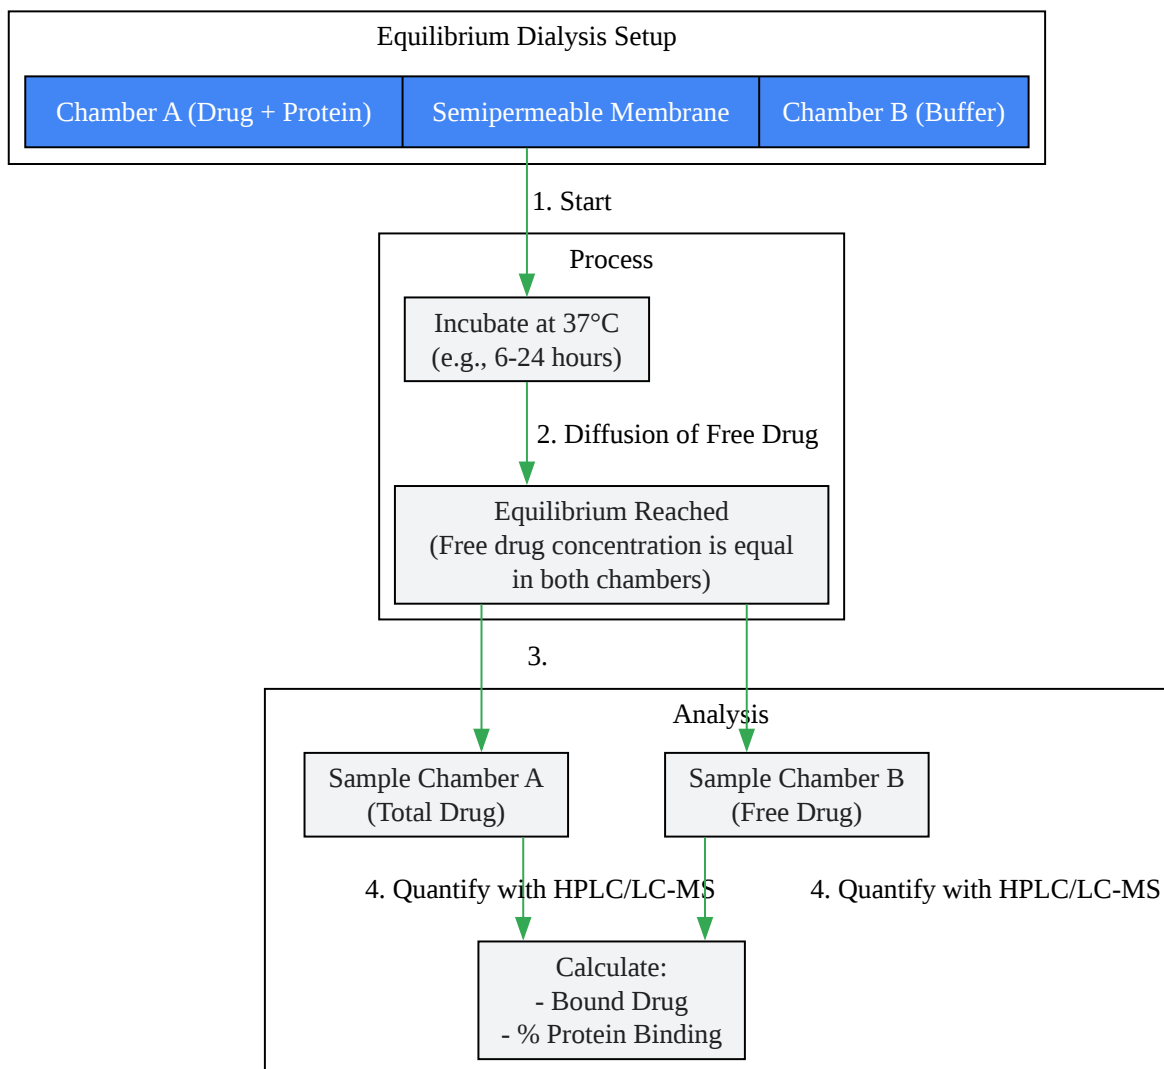 Equilibrium Dialysis Setup
Chamber A (Drug + Protein)
Semipermeable Membrane
Chamber B (Buffer)
1. Start
Process
Incubate at 37°C
(e.g., 6-24 hours)
2. Diffusion of Free Drug
Equilibrium Reached
(Free drug concentration is equal
in both chambers)
3.
Analysis
Sample Chamber A
(Total Drug)
Sample Chamber B
(Free Drug)
4. Quantify with HPLC/LC-MS
4. Quantify with HPLC/LC-MS
Calculate:
- Bound Drug
- % Protein Binding